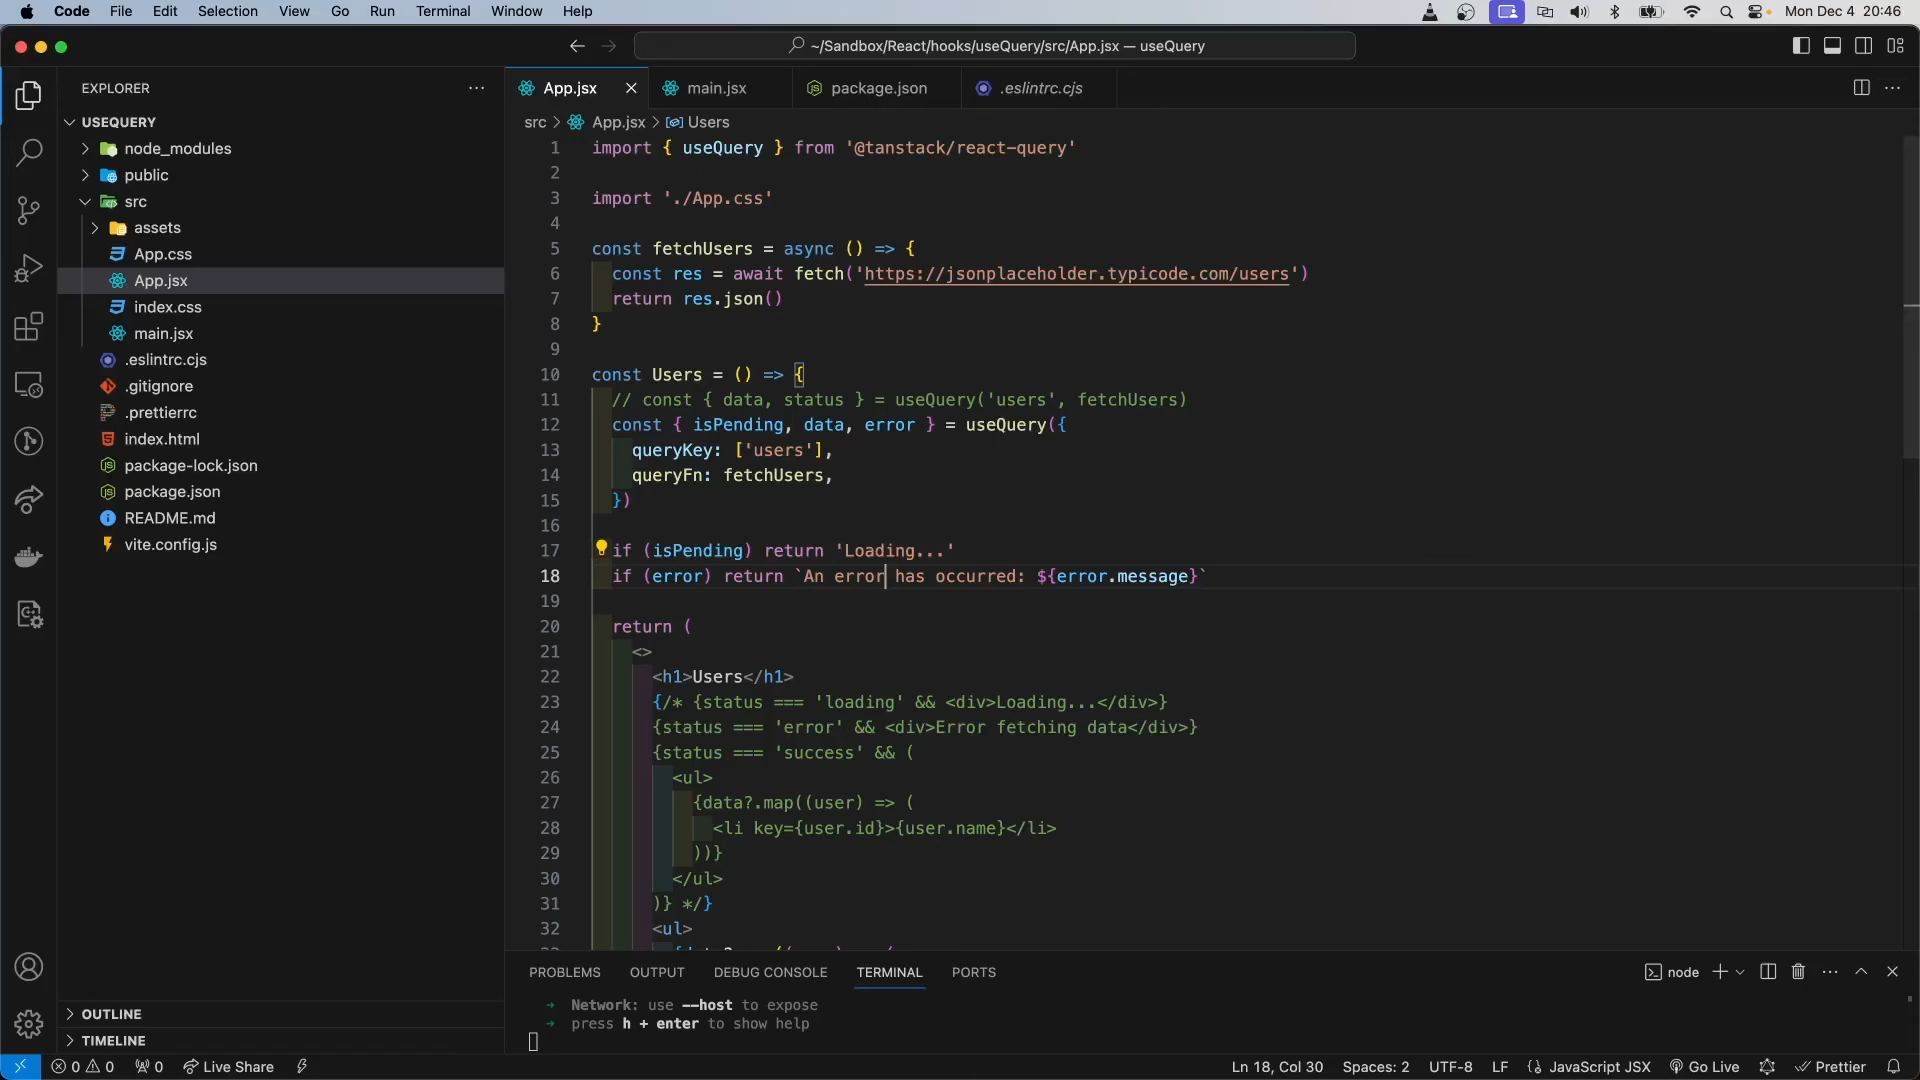 Code File Edit Selection View Go Run Terminal Window Help Mon Dec 4 20:46
~/Sandbox/React/hooks/useQuery/src/App.jsx — useQuery
EXPLORER
USEQUERY
node_modules
public
src
assets
App.css
App.jsx
index.css
main.jsx
.eslintrc.cjs
.gitignore
.prettierrc
index.html
package-lock.json
package.json
README.md
vite.config.js
OUTLINE
TIMELINE
App.jsx main.jsx package.json .eslintrc.cjs
src > App.jsx > Users
1 import { useQuery } from '@tanstack/react-query'
2
3 import './App.css'
4
5 const fetchUsers = async () => {
6 const res = await fetch('https://jsonplaceholder.typicode.com/users')
7 return res.json()
8 }
9
10 const Users = () => {
11 // const { data, status } = useQuery('users', fetchUsers)
12 const { isPending, data, error } = useQuery({
13 queryKey: ['users'],
14 queryFn: fetchUsers,
15 })
16
17 if (isPending) return 'Loading...'
18 if (error) return `An error has occurred: ${error.message}`
19
20 return (
21 <>
22 <h1>Users</h1>
23 {/* {status === 'loading' && <div>Loading...</div>}
24 {status === 'error' && <div>Error fetching data</div>}
25 {status === 'success' && (
26 <ul>
27 {data?.map((user) => (
28 <li key={user.id}>{user.name}</li>
29 ))}
30 </ul>
31 )} */}
32 <ul>
PROBLEMS OUTPUT DEBUG CONSOLE TERMINAL PORTS node
➜ Network: use --host to expose
➜ press h + enter to show help
0 0 0 Live Share Ln 18, Col 30 Spaces: 2 UTF-8 LF JavaScript JSX Go Live Prettier